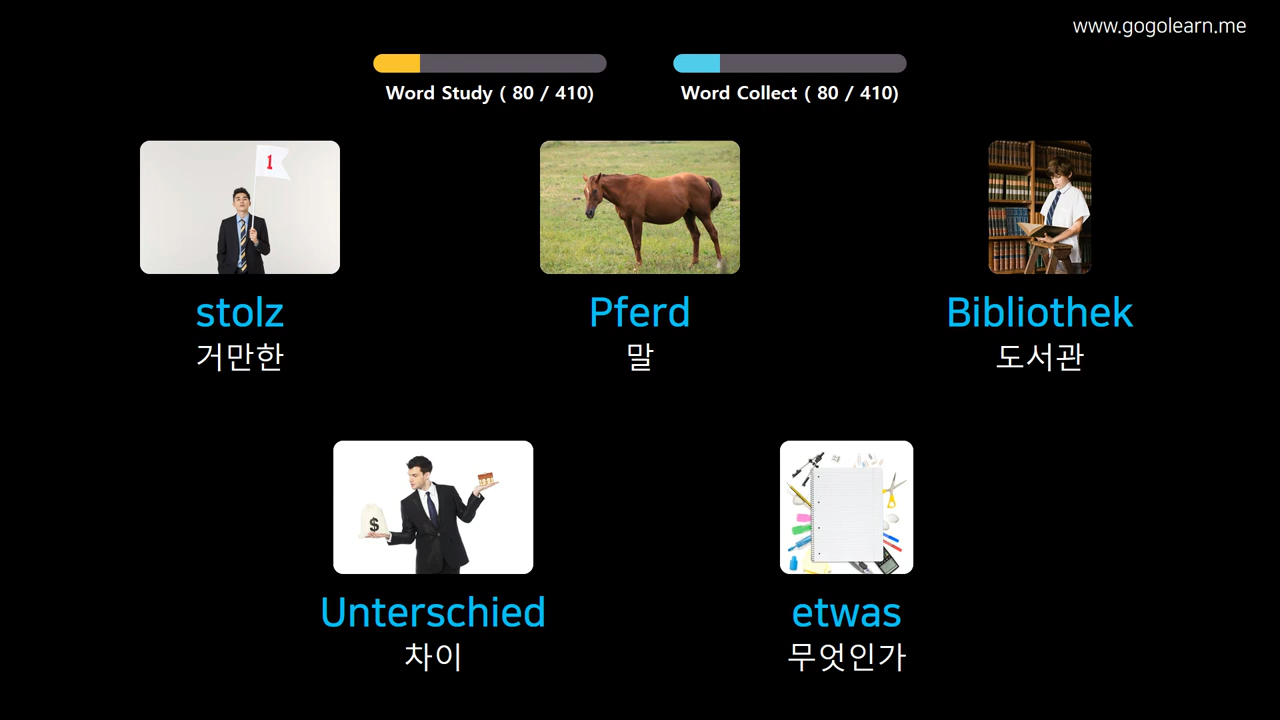 www.gogolearn.me
Word Study ( 80 / 410)
Word Collect ( 80 / 410)
1
stolz
거만한
Pferd
말
Bibliothek
도서관
$
Unterschied
차이
etwas
무엇인가